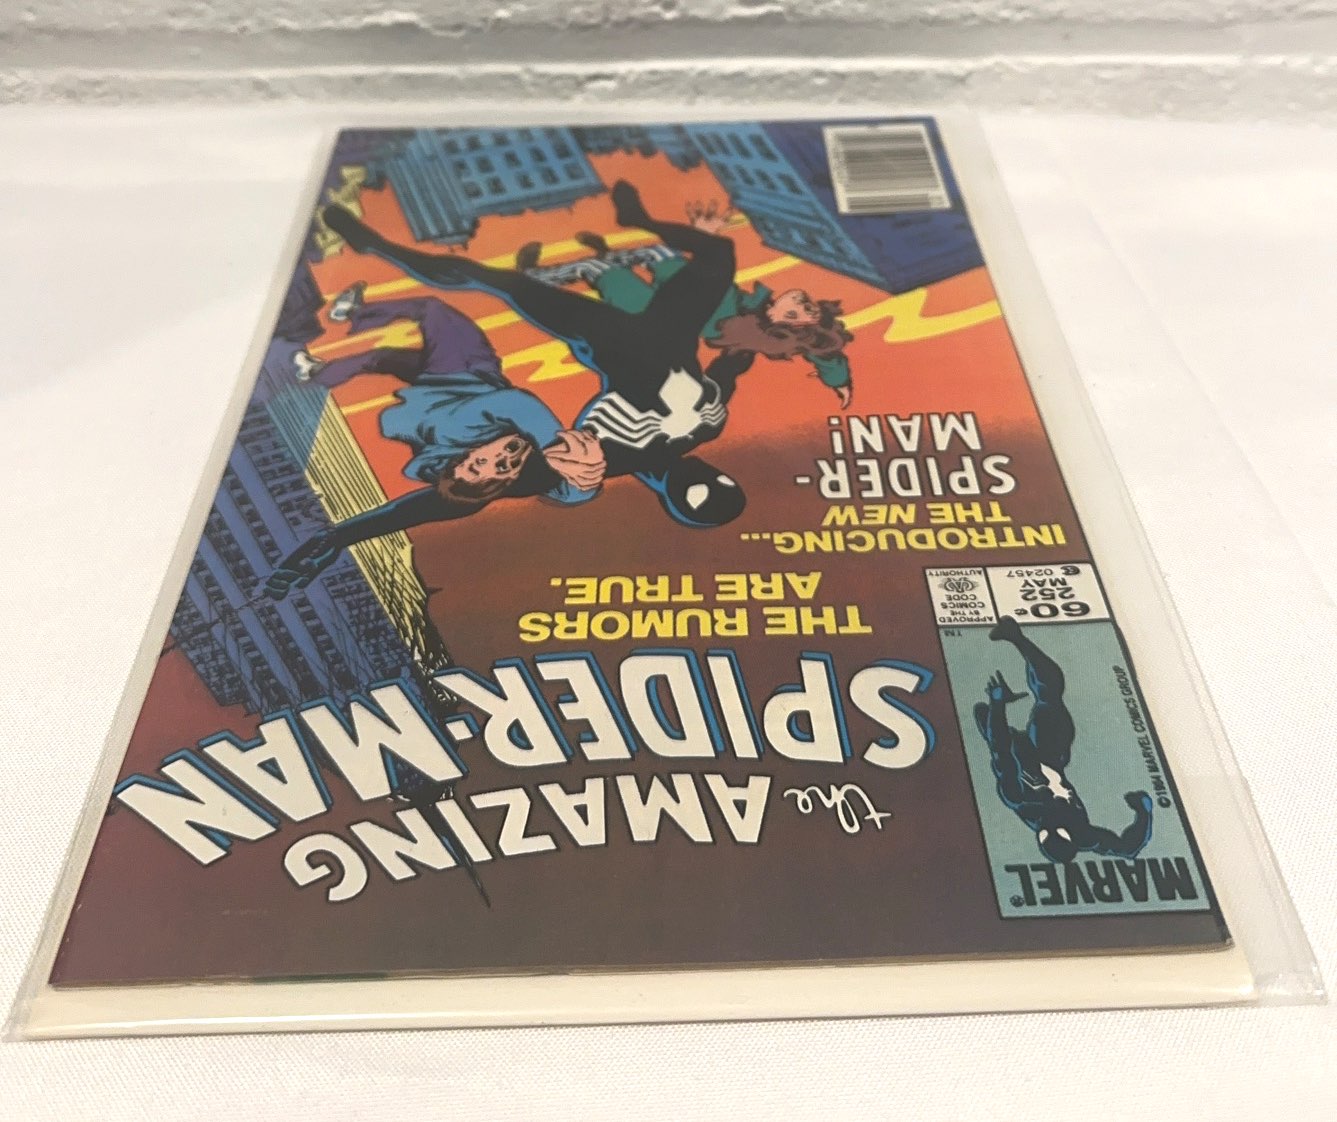 MARVEL®
©1984 MARVEL COMICS GROUP
TM
60¢
252
MAY
02457
APPROVED
BY THE
COMICS
CODE
AUTHORITY
the AMAZING
SPIDER-MAN
THE RUMORS
ARE TRUE.
INTRODUCING...
THE NEW
SPIDER-
MAN!